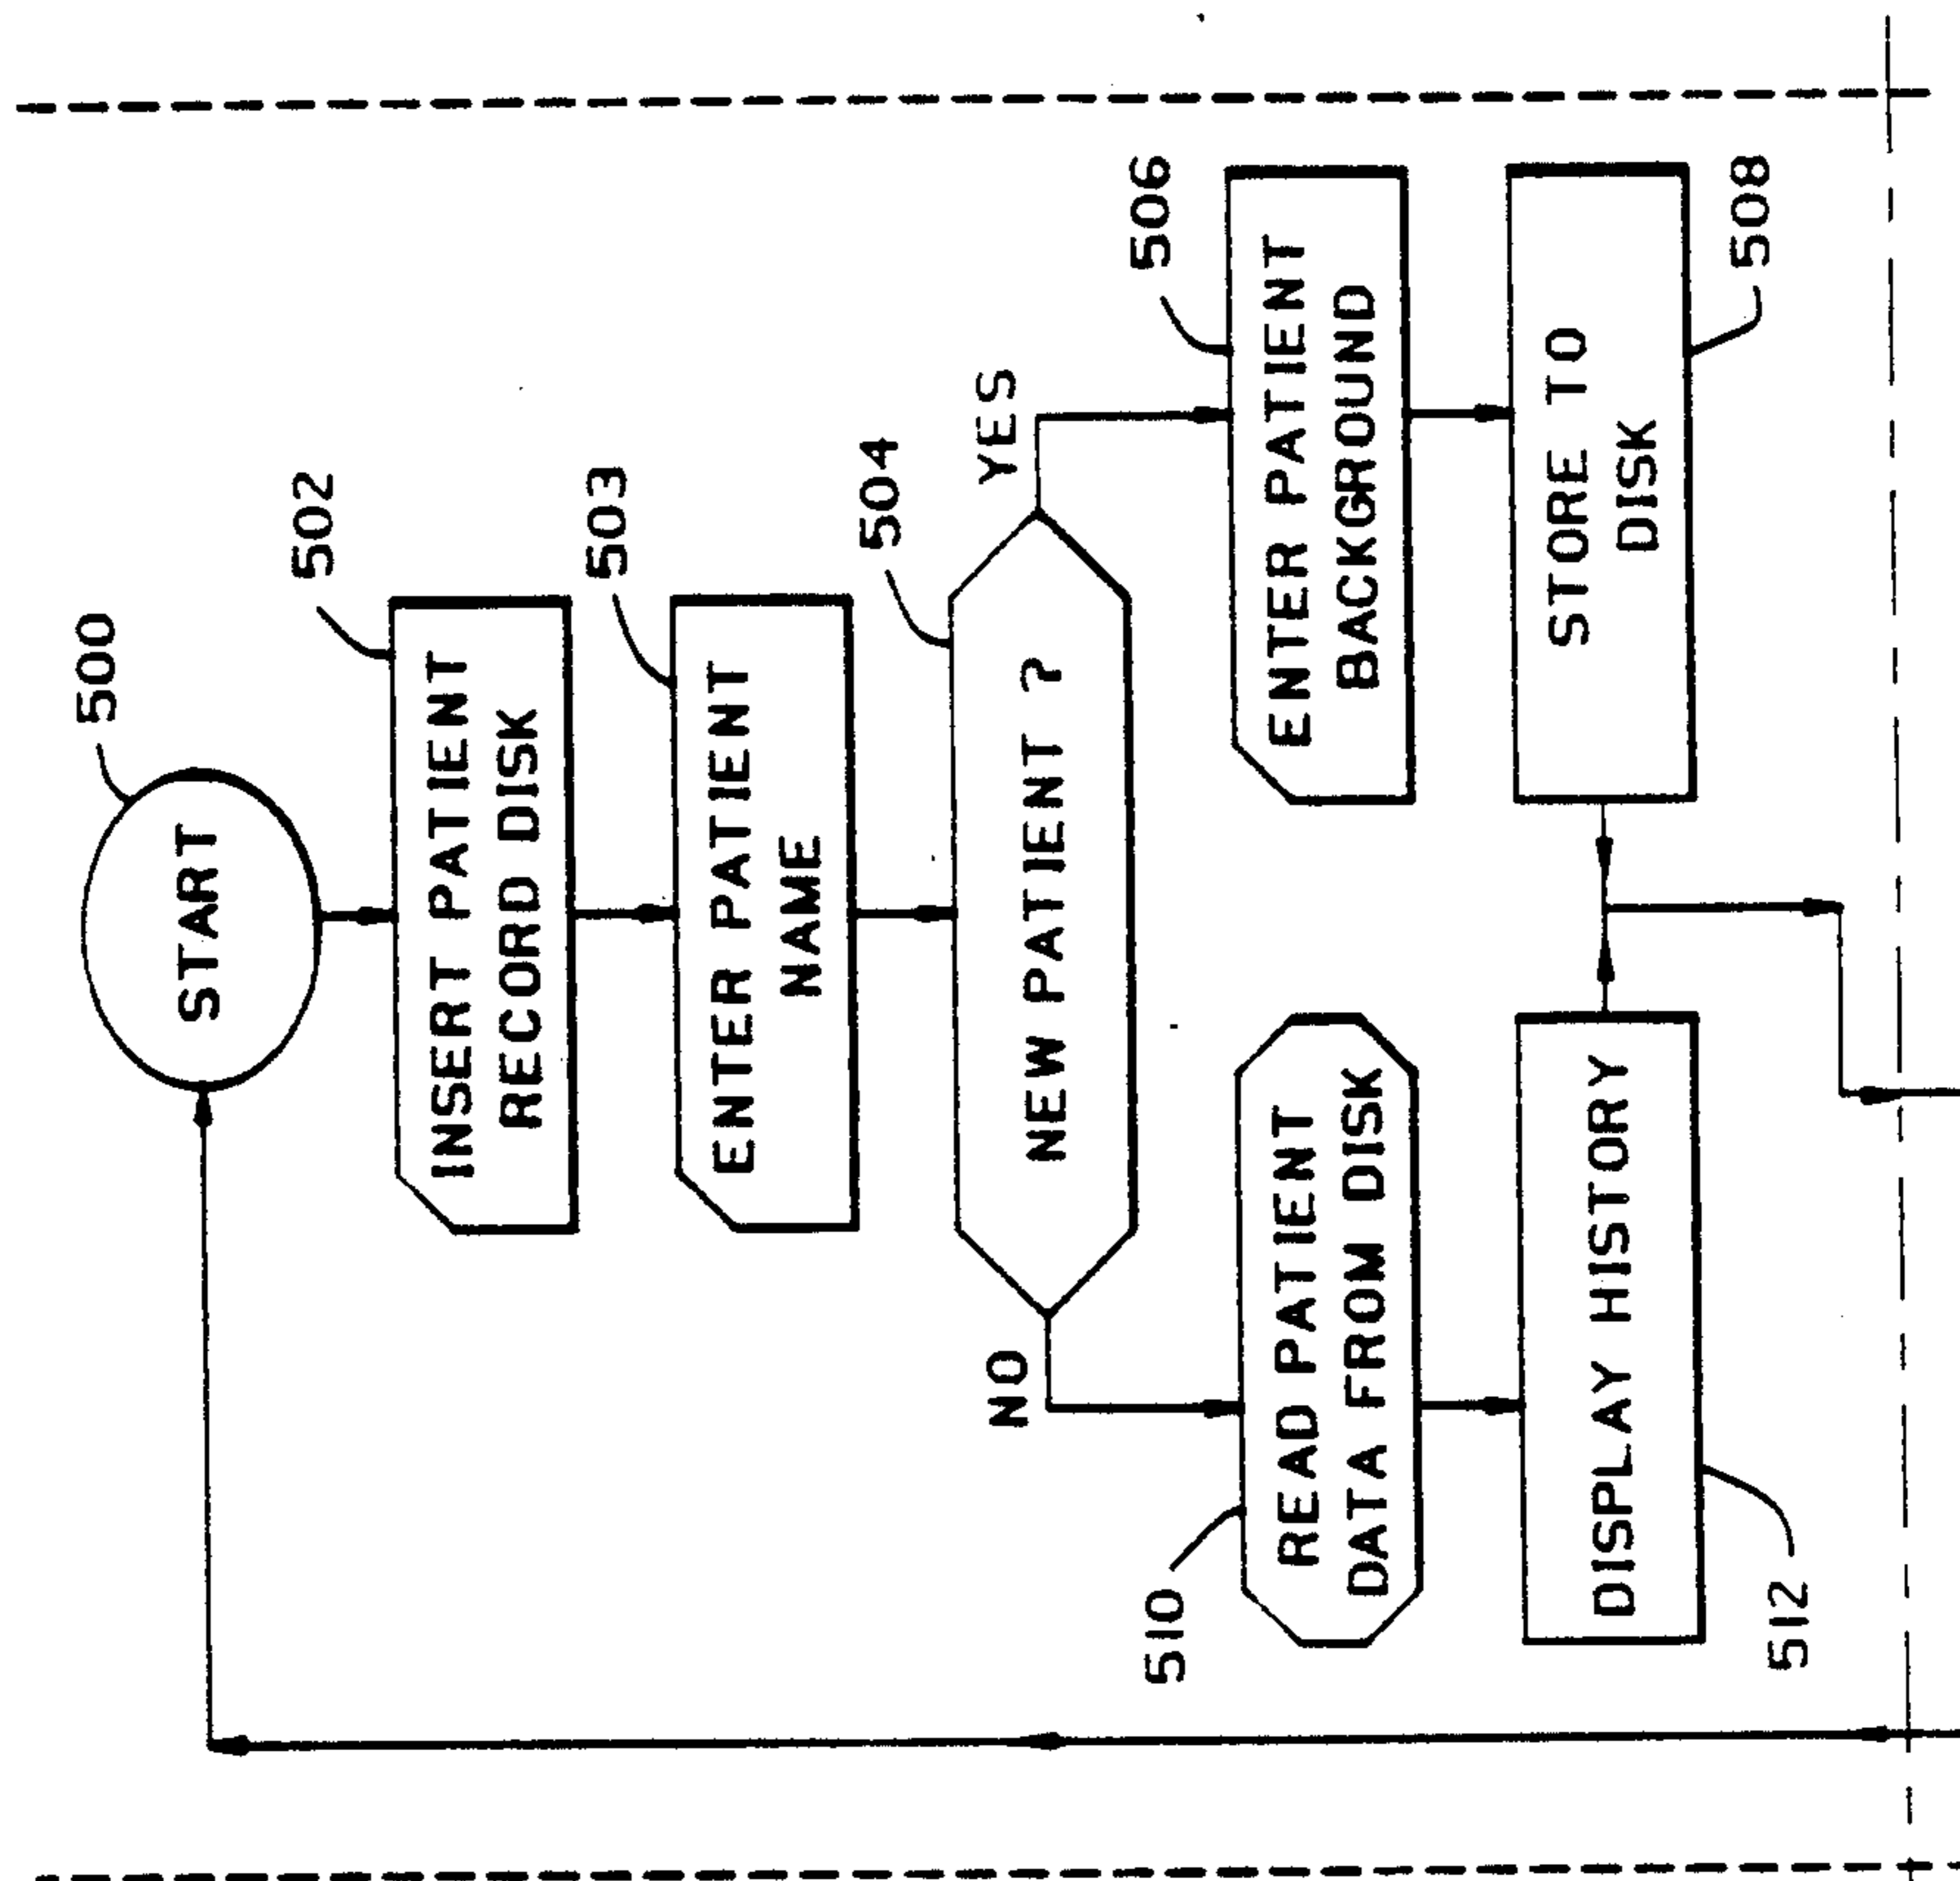 500
START
502
INSERT PATIENT
RECORD DISK
503
ENTER PATIENT
NAME
504
NEW PATIENT ?
NO
YES
510
READ PATIENT
DATA FROM DISK
506
ENTER PATIENT
BACKGROUND
DISPLAY HISTORY
512
STORE TO
DISK
508